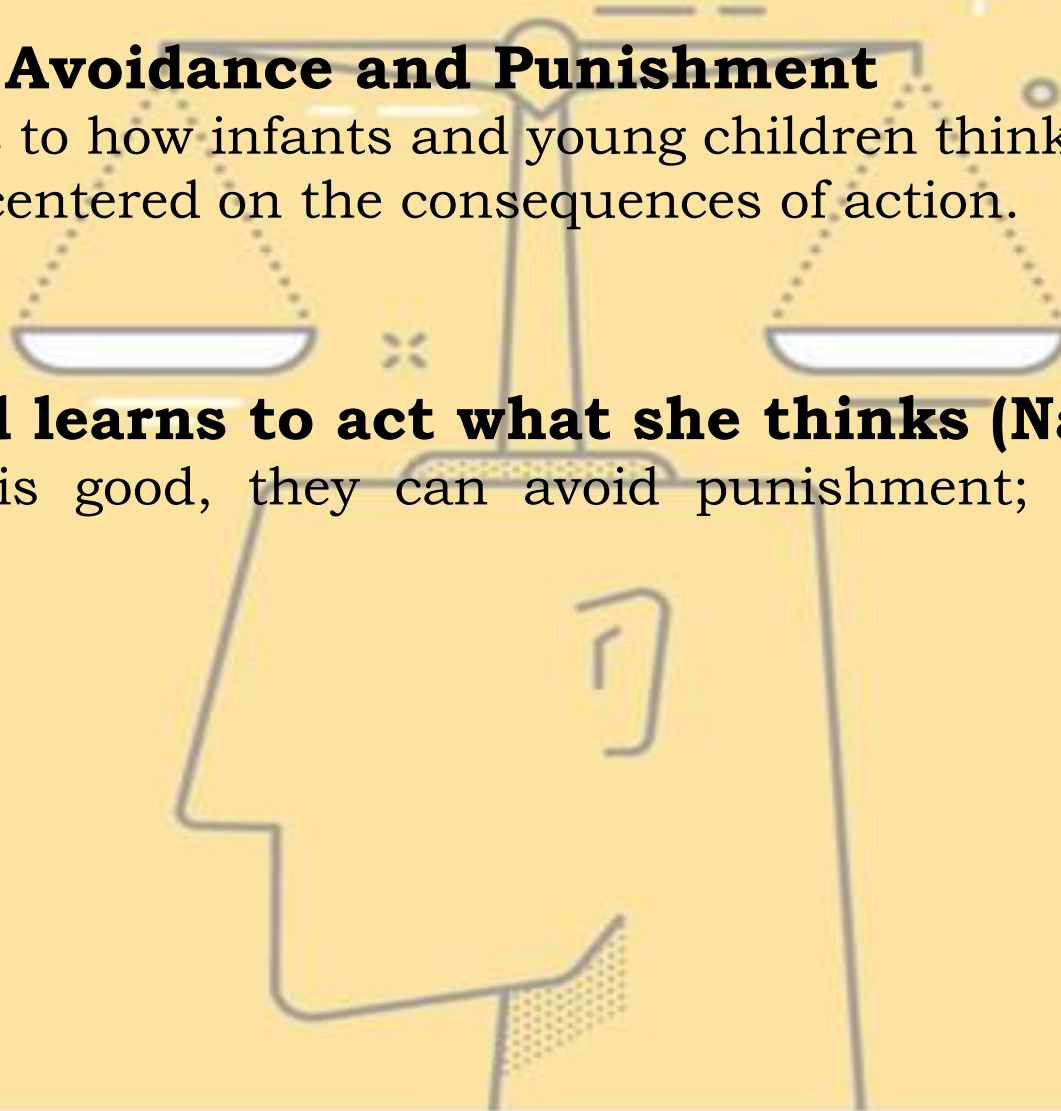 Avoidance and Punishment
to how infants and young children think
centered on the consequences of action.
learns to act what she thinks
is good, they can avoid punishment;